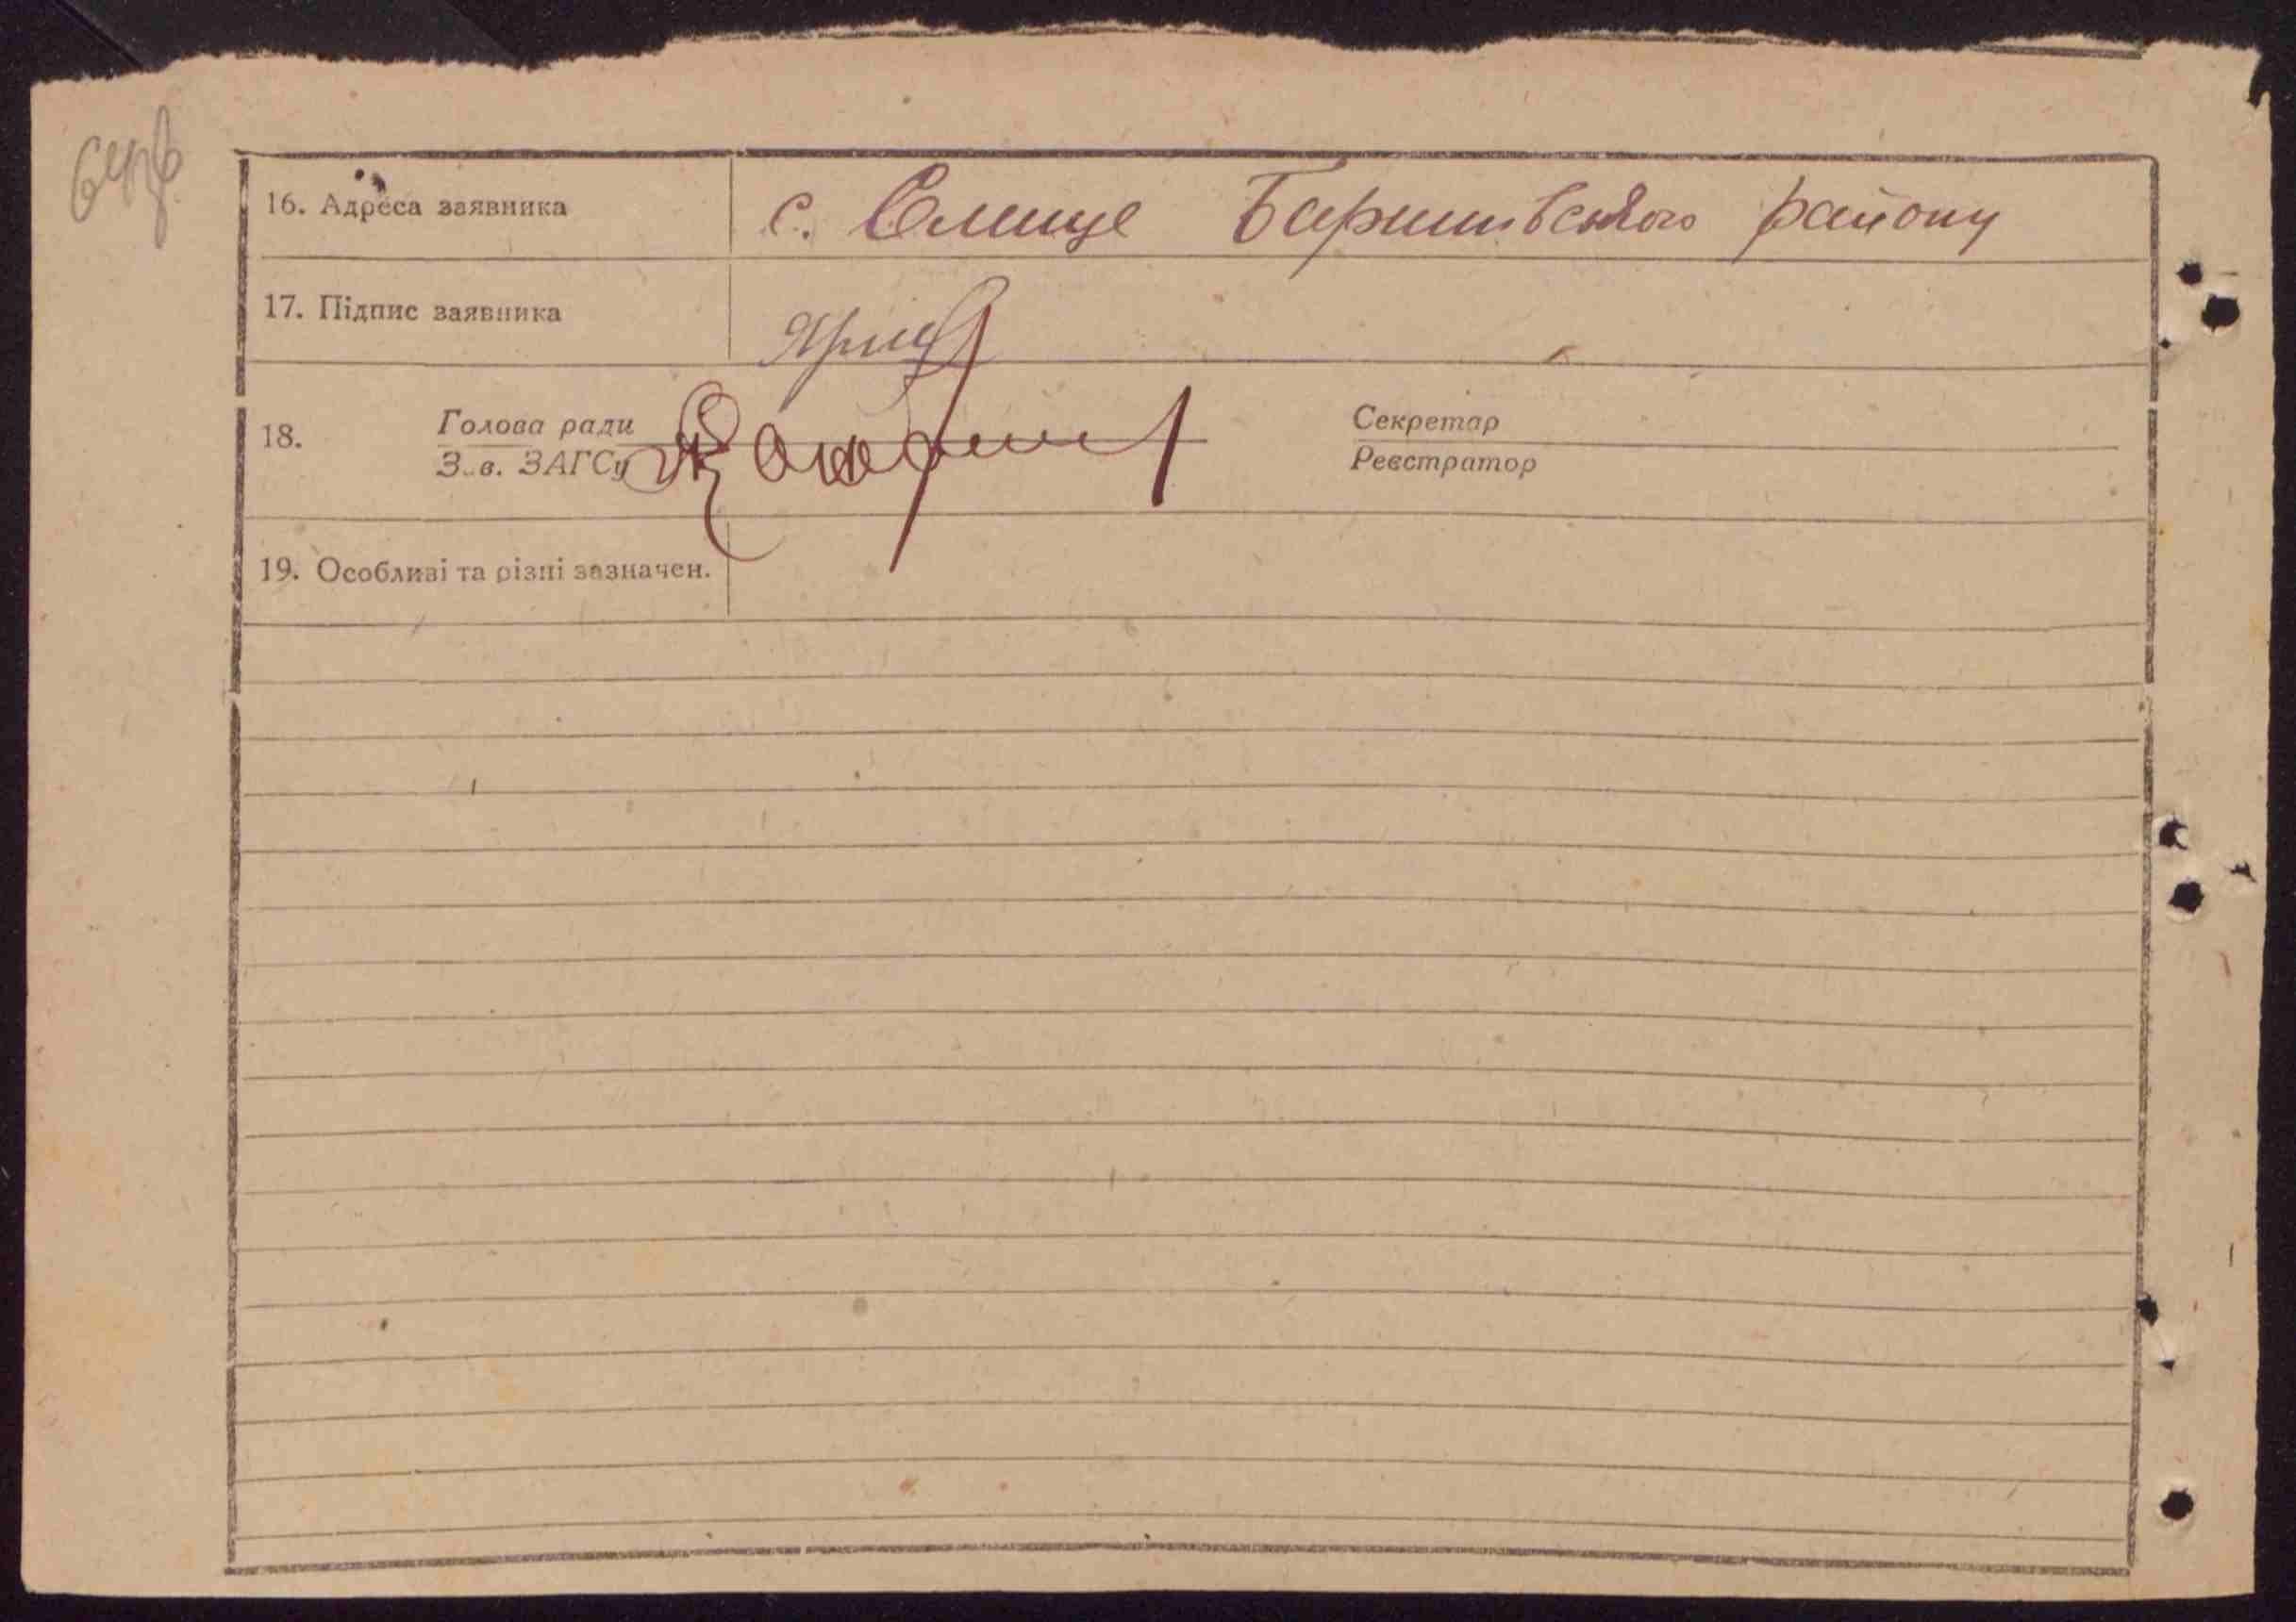 16. Адреса заявника с. Селище Баришівського району
17. Підпис заявника
18. Голова ради Секретар
Зав. ЗАГСу Реєстратор
19. Особливі та різні зазначен.